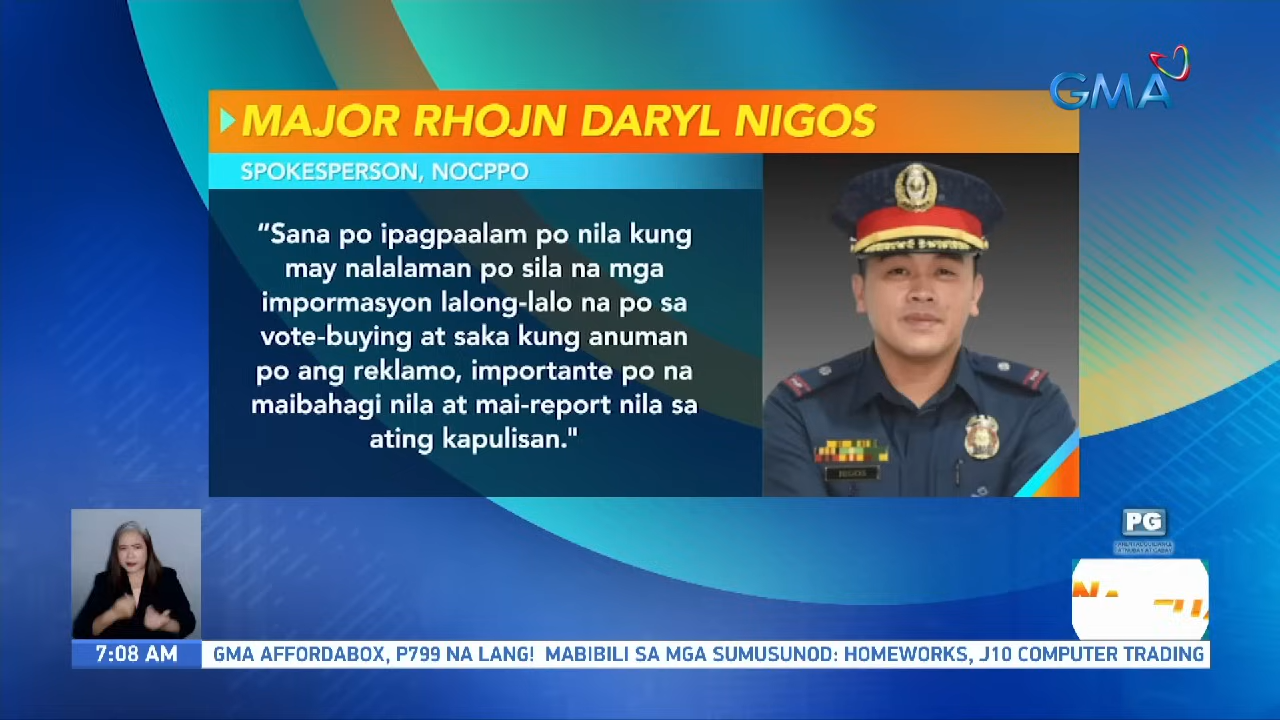 GMA
MAJOR RHOJN DARYL NIGOS
SPOKESPERSON, NOCPPO
“Sana po ipagpaalam po nila kung
may nalalaman po sila na mga
impormasyon lalong-lalo na po sa
vote-buying at saka kung anuman
po ang reklamo, importante po na
maibahagi nila at mai-report nila sa
ating kapulisan."
PG
7:08 AM
GMA AFFORDABOX, P799 NA LANG! MABIBILI SA MGA SUMUSUNOD: HOMEWORKS, J10 COMPUTER TRADING